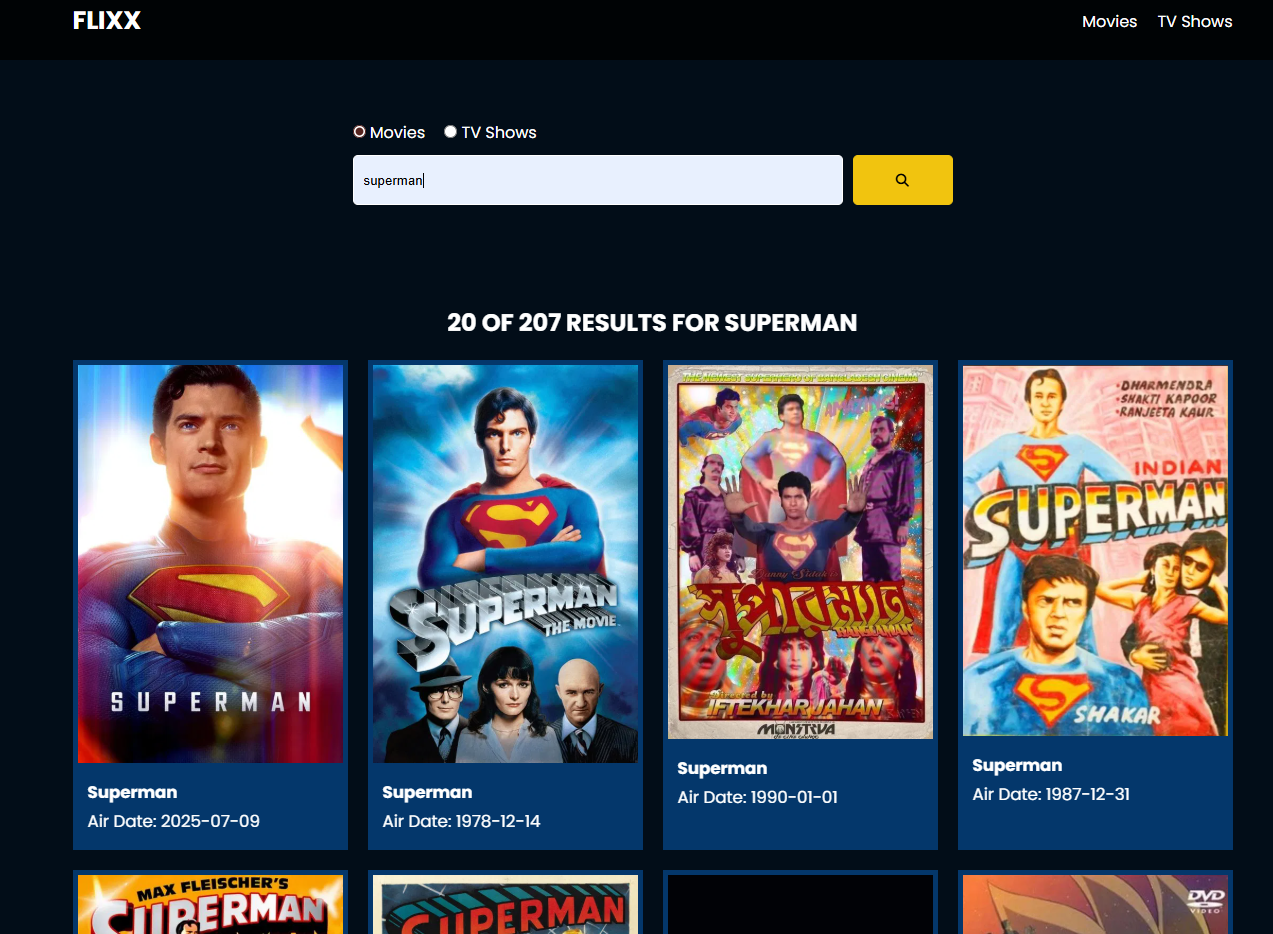 FLIXX
Movies TV Shows
Movies TV Shows
superman
20 OF 207 RESULTS FOR SUPERMAN
SUPERMAN
SUPERMAN
THE MOVIE
THE NEWEST SUPERHERO OF BANGLADESH CINEMA
সুপারম্যান
BANGLAMAN
Directed by
IFTEKHAR JAHAN
MONSTRVA
•DHARMENDRA
•SHAKTI KAPOOR
•RANJEETA KAUR
INDIAN
SUPERMAN
SHAKAR
Superman
Air Date: 2025-07-09
Superman
Air Date: 1978-12-14
Superman
Air Date: 1990-01-01
Superman
Air Date: 1987-12-31
MAX FLEISCHER'S
SUPERMAN
SUPERMAN
DVD
VIDEO